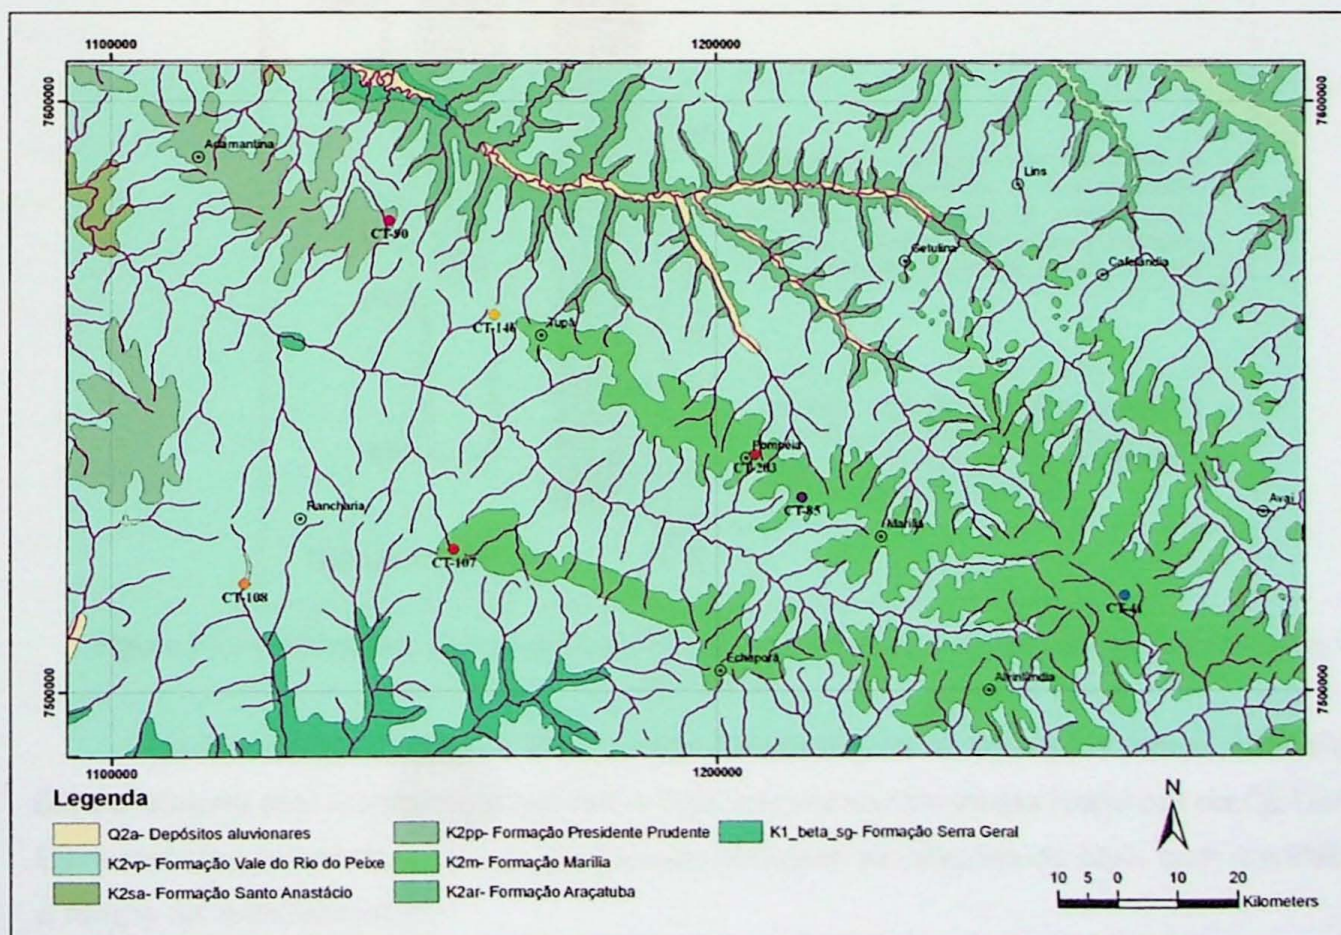 1100000
1200000
7600000
7600000
Adamantina
Lins
CT-90
Getulina
Cafelândia
CT-146
Tupã
Pompeia
CT-203
CT-85
Avaí
Rancharia
Marília
CT-107
CT-108
CT-41
Echaporã
Alvinlândia
7500000
7500000
1100000
1200000
Legenda
Q2a- Depósitos aluvionares
K2vp- Formação Vale do Rio do Peixe
K2sa- Formação Santo Anastácio
K2pp- Formação Presidente Prudente
K2m- Formação Marília
K2ar- Formação Araçatuba
K1_beta_sg- Formação Serra Geral
N
10 5 0 10 20
Kilometers